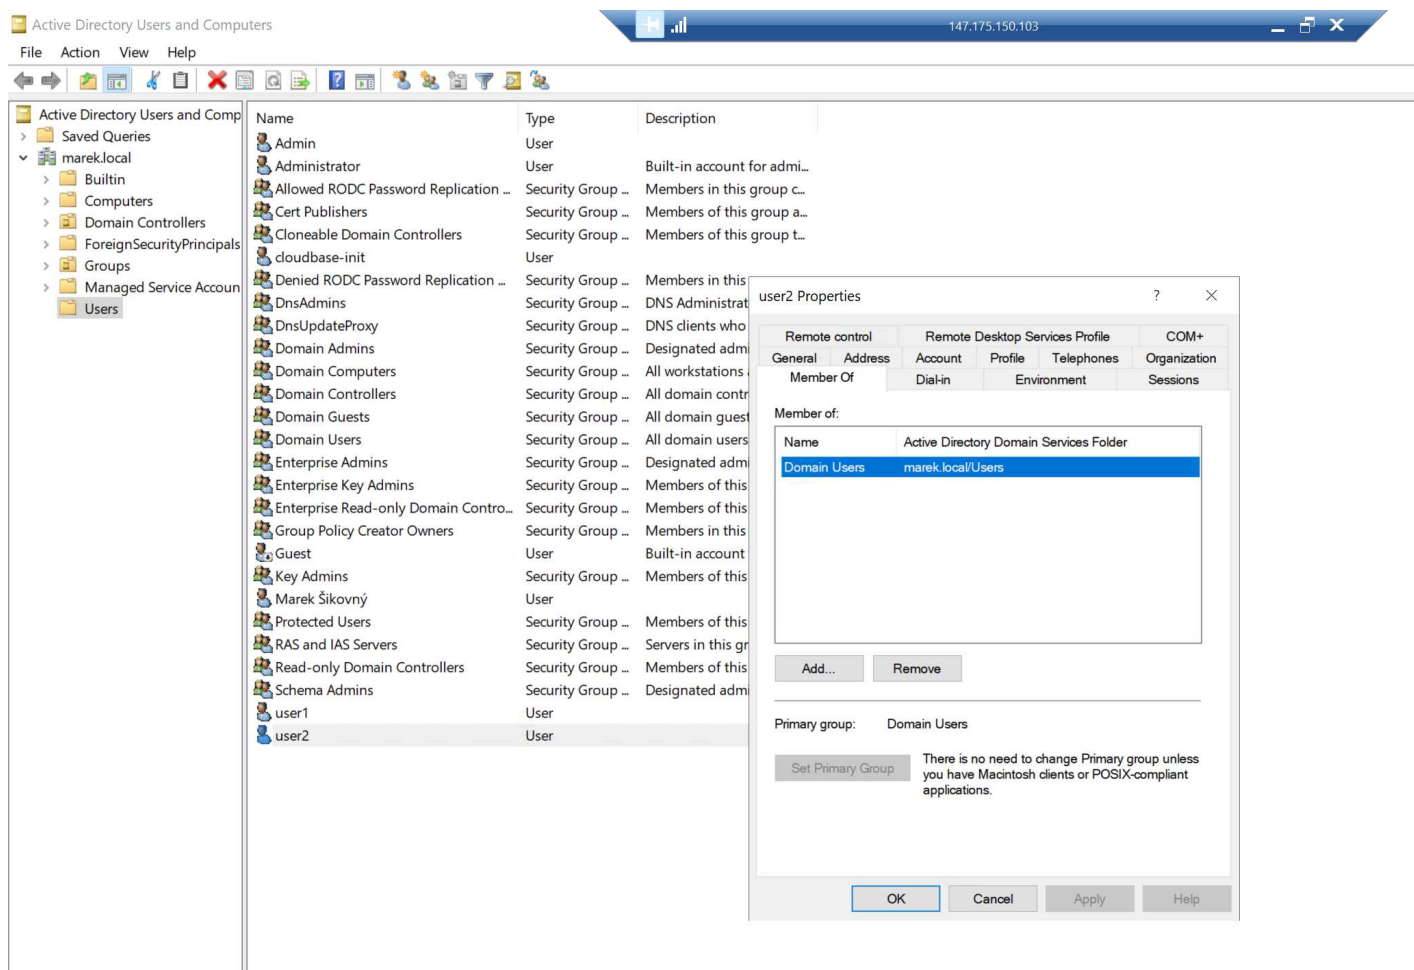 Active Directory Users and Computers
147.175.150.103
File Action View Help
Active Directory Users and Comp
Saved Queries
marek.local
Builtin
Computers
Domain Controllers
ForeignSecurityPrincipals
Groups
Managed Service Accoun
Users
Name Type Description
Admin User
Administrator User Built-in account for admi...
Allowed RODC Password Replication ... Security Group ... Members in this group c...
Cert Publishers Security Group ... Members of this group a...
Cloneable Domain Controllers Security Group ... Members of this group t...
cloudbase-init User
Denied RODC Password Replication ... Security Group ... Members in this
DnsAdmins Security Group ... DNS Administrat
DnsUpdateProxy Security Group ... DNS clients who
Domain Admins Security Group ... Designated admi
Domain Computers Security Group ... All workstations
Domain Controllers Security Group ... All domain contr
Domain Guests Security Group ... All domain guest
Domain Users Security Group ... All domain users
Enterprise Admins Security Group ... Designated admi
Enterprise Key Admins Security Group ... Members of this
Enterprise Read-only Domain Contro... Security Group ... Members of this
Group Policy Creator Owners Security Group ... Members in this
Guest User Built-in account
Key Admins Security Group ... Members of this
Marek Šikovný User
Protected Users Security Group ... Members of this
RAS and IAS Servers Security Group ... Servers in this gr
Read-only Domain Controllers Security Group ... Members of this
Schema Admins Security Group ... Designated admi
user1 User
user2 User
user2 Properties ?
Remote control Remote Desktop Services Profile COM+
General Address Account Profile Telephones Organization
Member Of Dial-in Environment Sessions
Member of:
Name Active Directory Domain Services Folder
Domain Users marek.local/Users
Add... Remove
Primary group: Domain Users
Set Primary Group
There is no need to change Primary group unless
you have Macintosh clients or POSIX-compliant
applications.
OK Cancel Apply Help